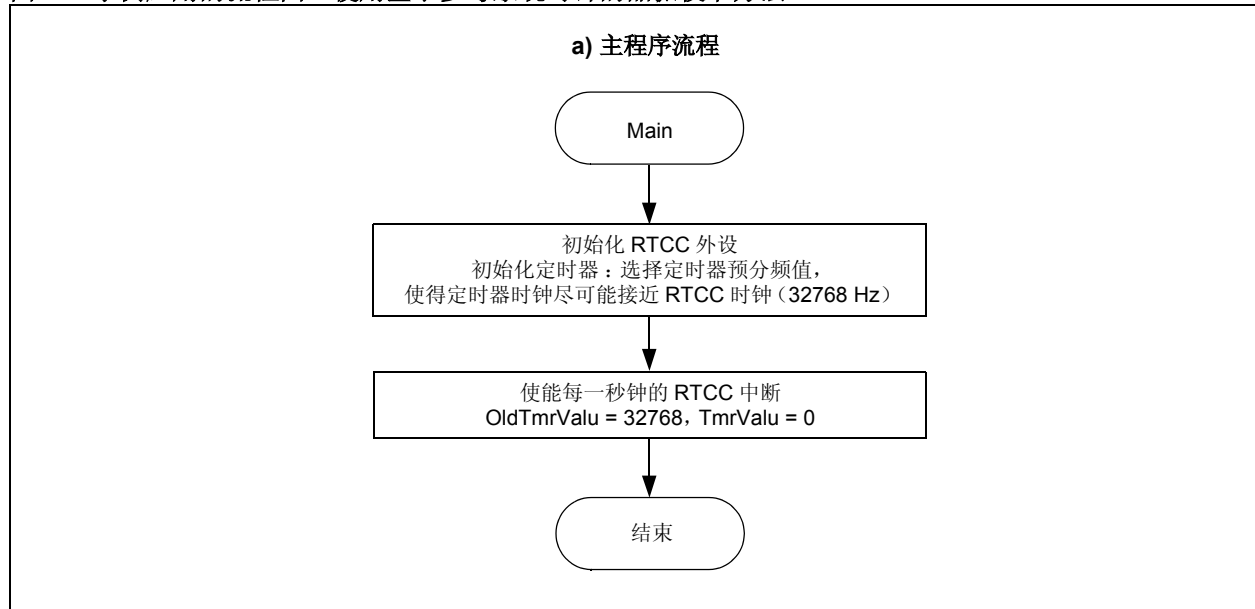 a) 主程序流程
Main
初始化 RTCC 外设
初始化定时器：选择定时器预分频值，
使得定时器时钟尽可能接近 RTCC 时钟（32768 Hz）
使能每一秒钟的 RTCC 中断
OldTmrValu = 32768，TmrValu = 0
结束